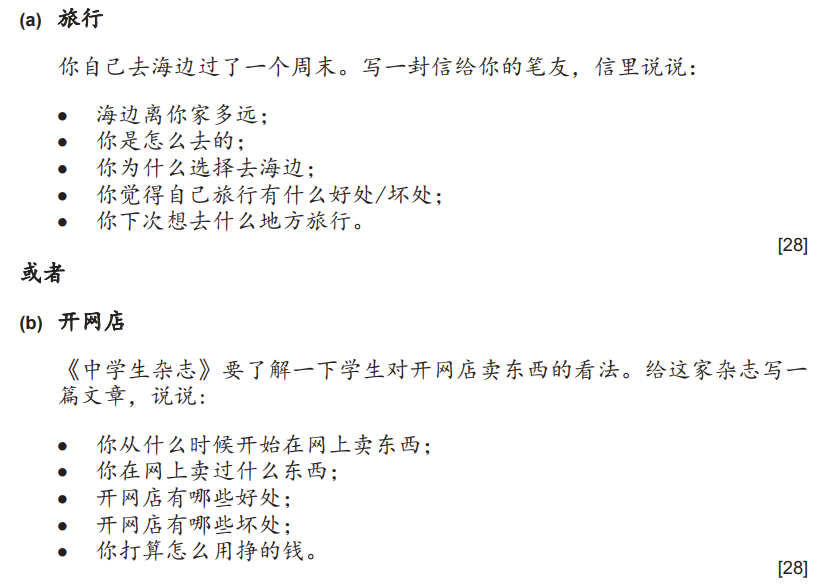 (a) 旅行
你自己去海边过了一个周末。写一封信给你的笔友，信里说说：
● 海边离你家多远；
● 你是怎么去的；
● 你为什么选择去海边；
● 你觉得自己旅行有什么好处/坏处；
● 你下次想去什么地方旅行。
[28]
或者
(b) 开网店
《中学生杂志》要了解一下学生对开网店卖东西的看法。给这家杂志写一
篇文章，说说：
● 你从什么时候开始在网上卖东西；
● 你在网上卖过什么东西；
● 开网店有哪些好处；
● 开网店有哪些坏处；
● 你打算怎么用挣的钱。
[28]